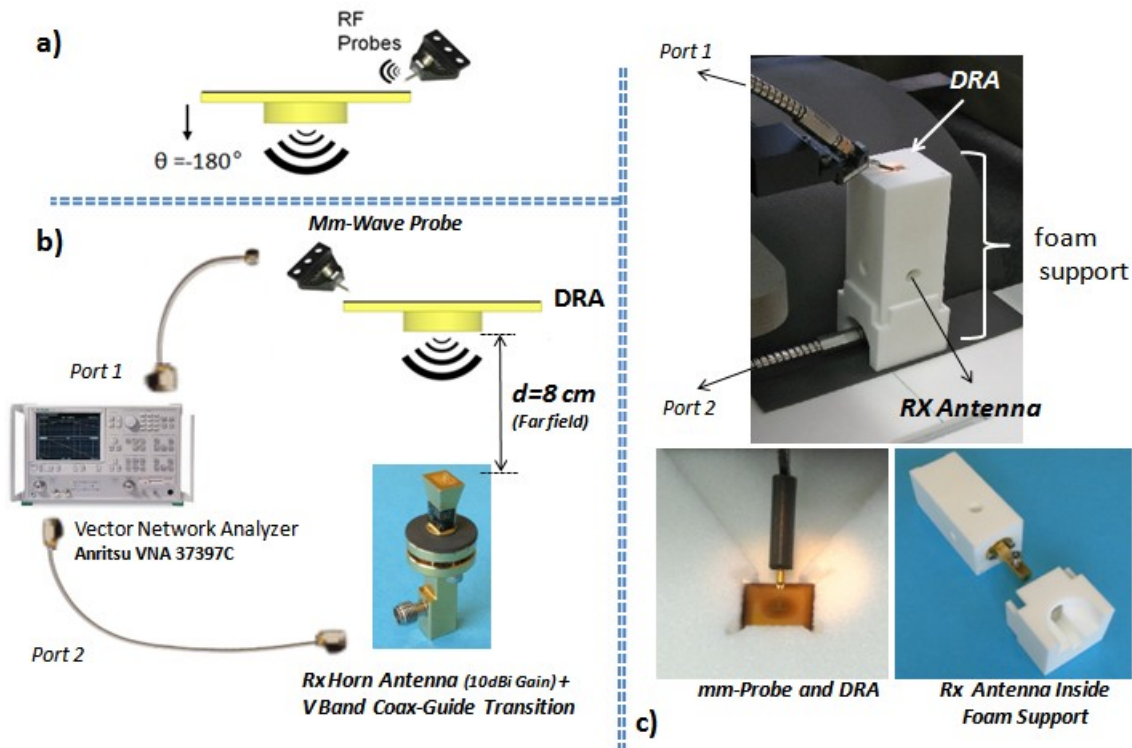 a)
RF
Probes
θ =-180°
Mm-Wave Probe
b)
DRA
Port 1
d=8 cm
(Far field)
Vector Network Analyzer
Anritsu VNA 37397C
Port 2
Rx Horn Antenna (10dBi Gain) +
V Band Coax-Guide Transition
Port 1
DRA
foam
support
Port 2
RX Antenna
mm-Probe and DRA
Rx Antenna Inside
Foam Support
c)